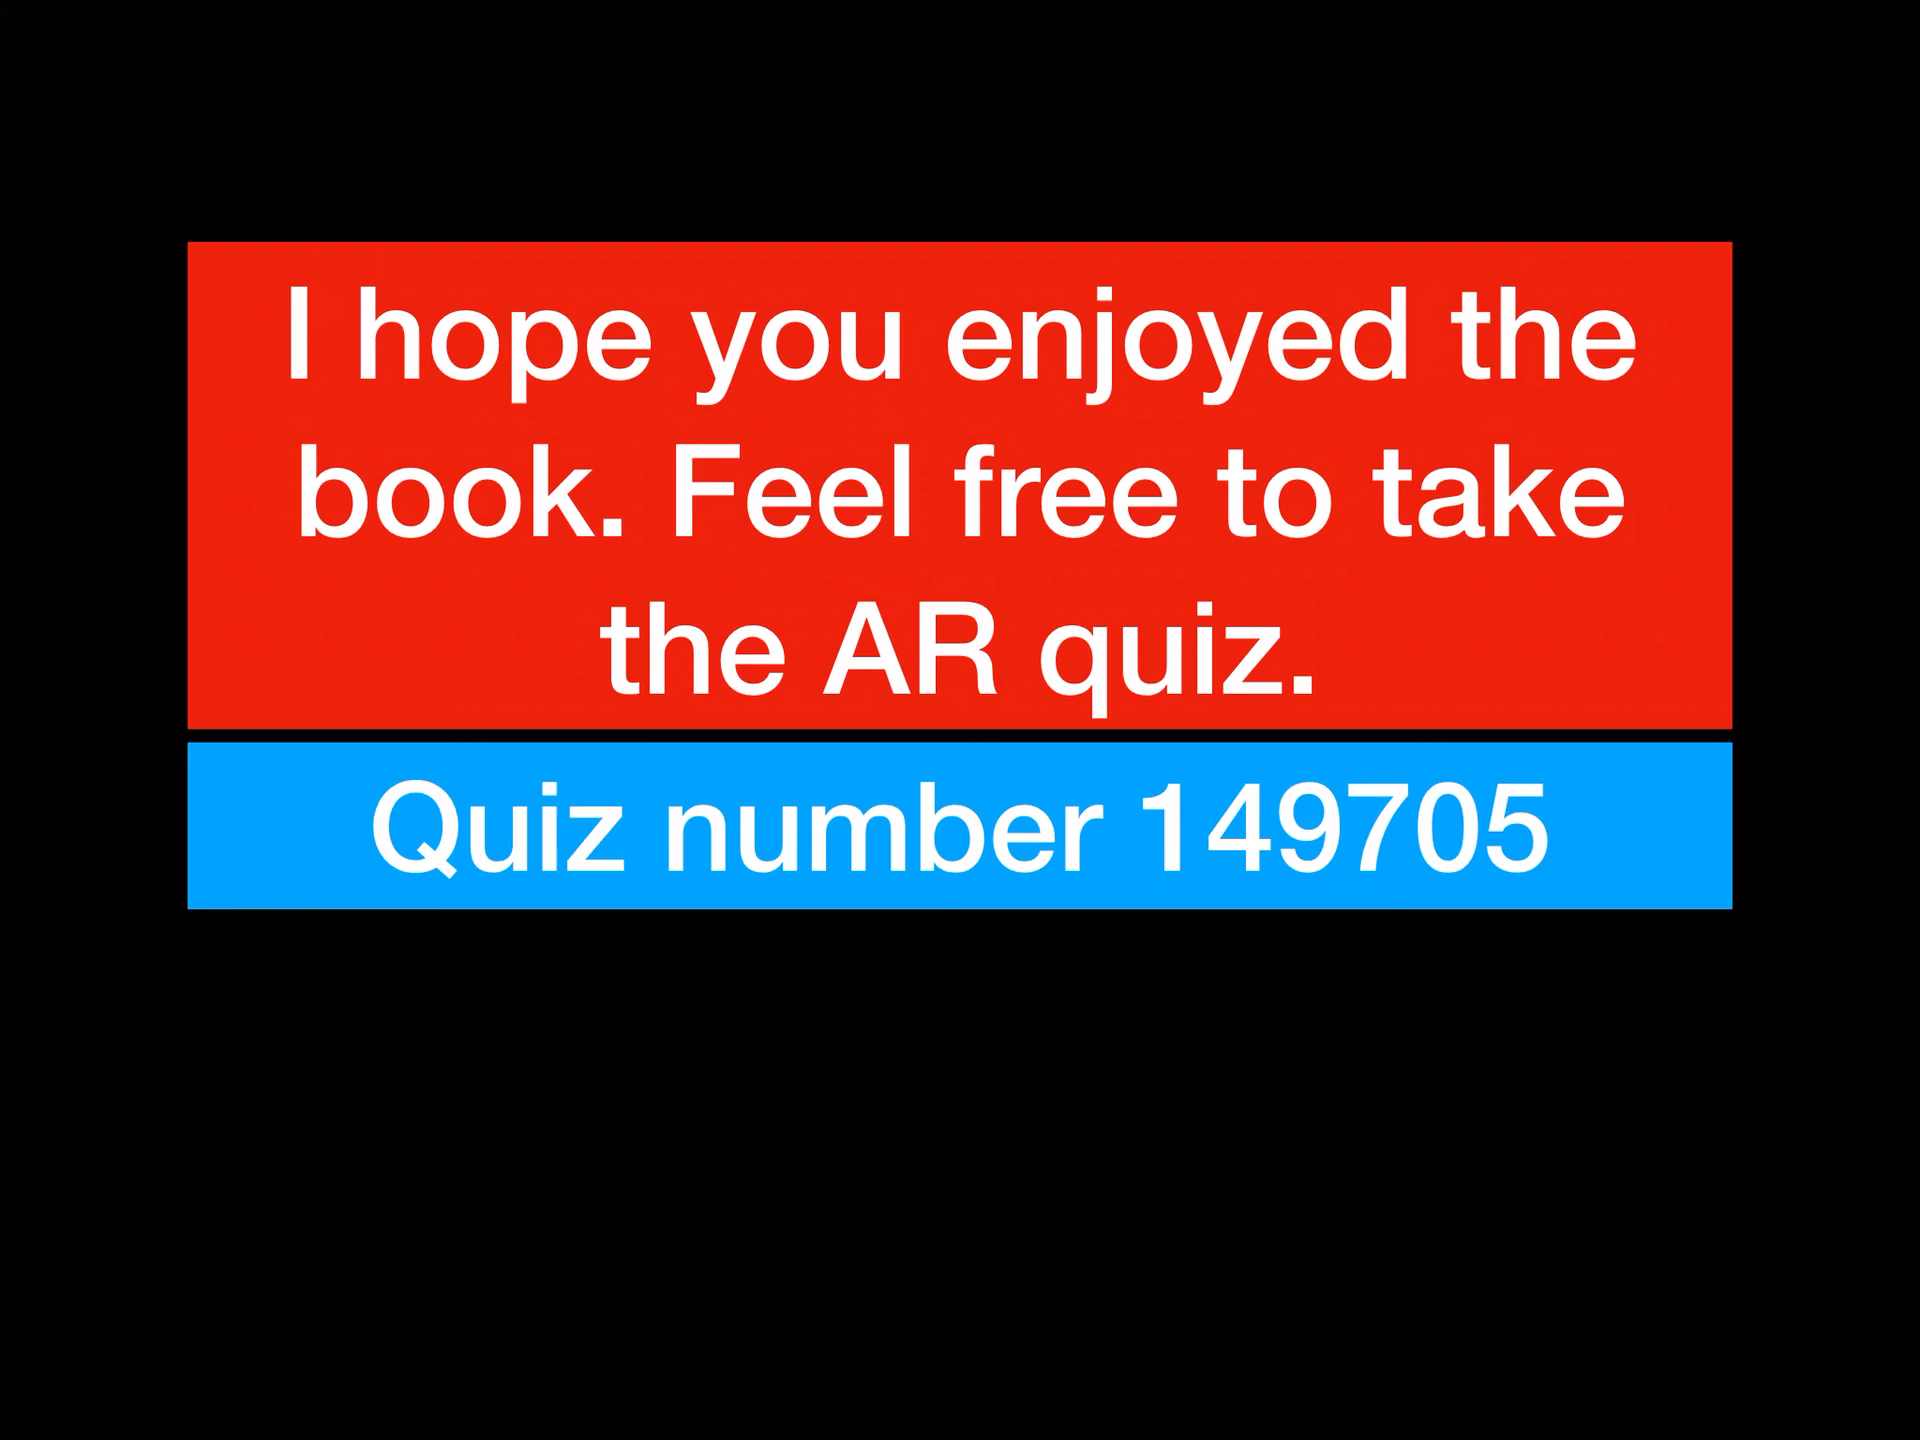 I hope you enjoyed the
book. Feel free to take
the AR quiz.
Quiz number 149705